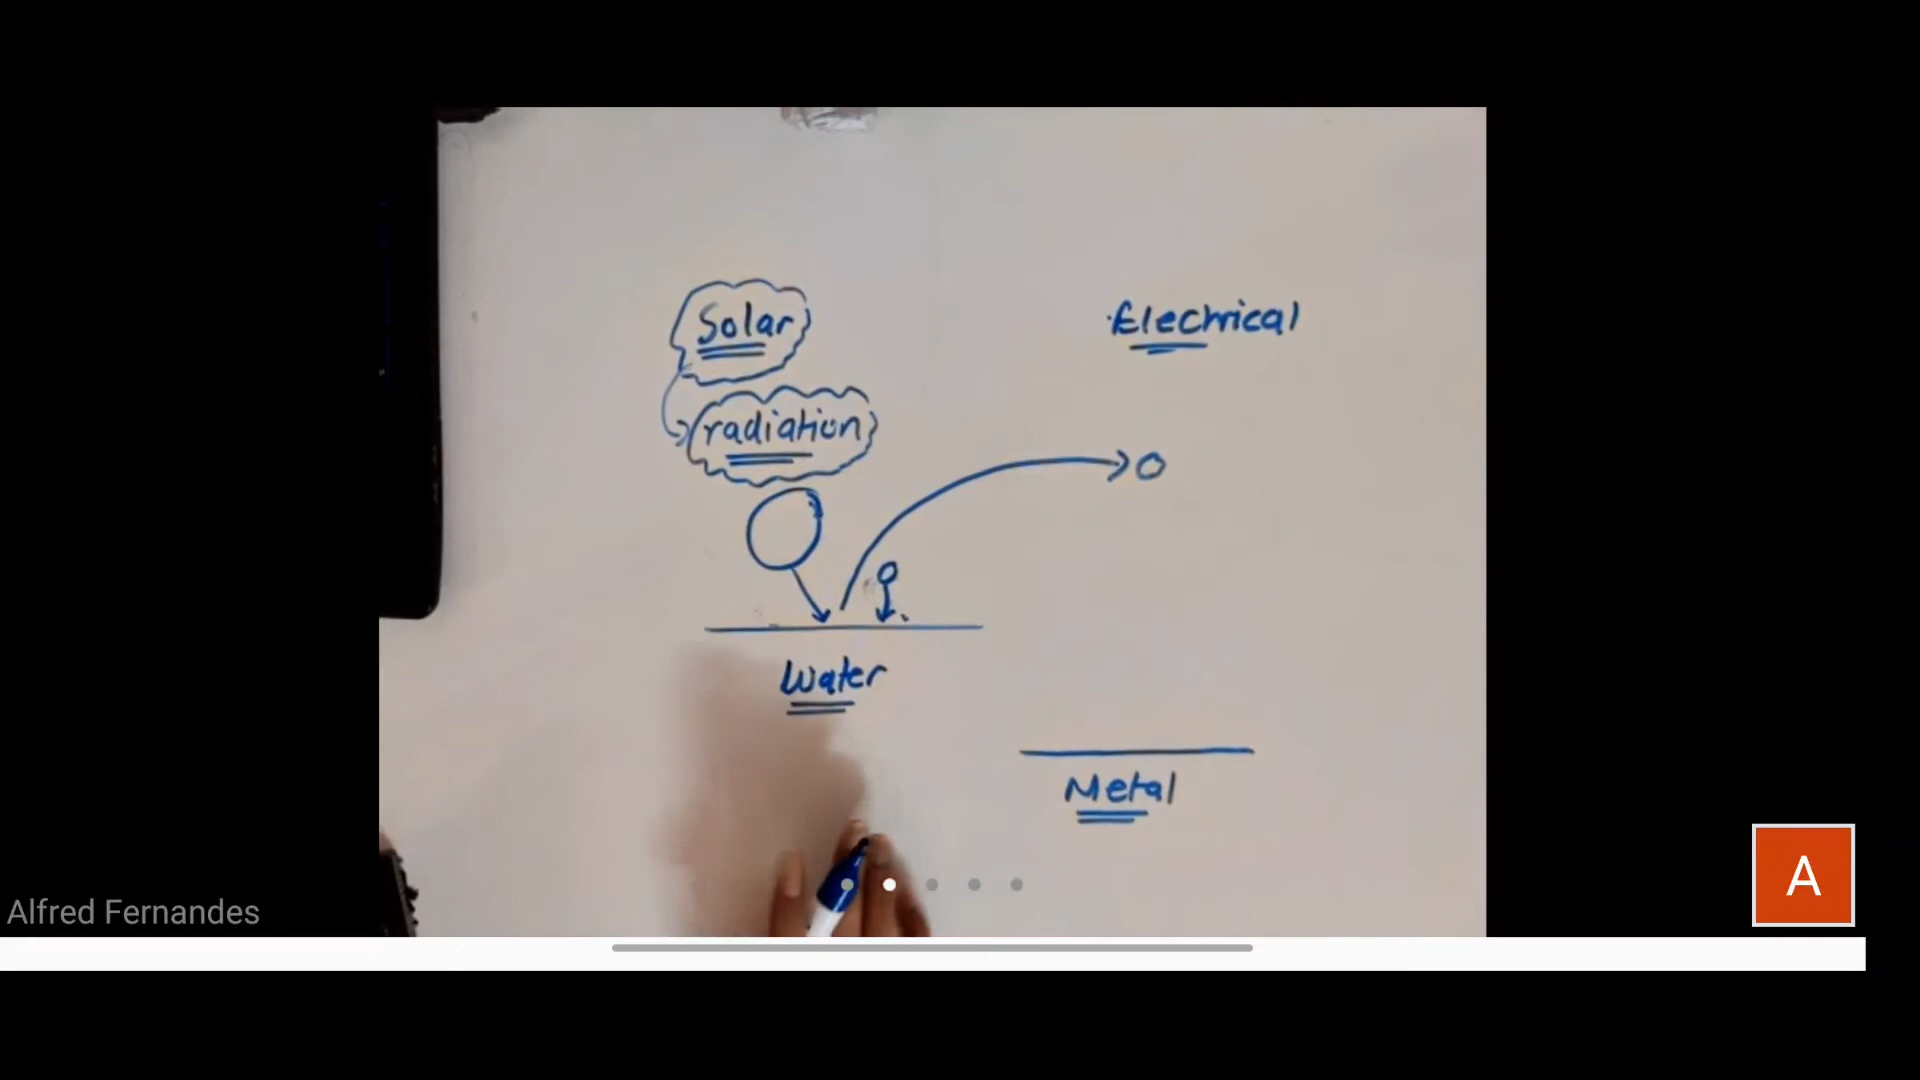 Solar
Electrical
radiation
Water
Metal
Alfred Fernandes
A